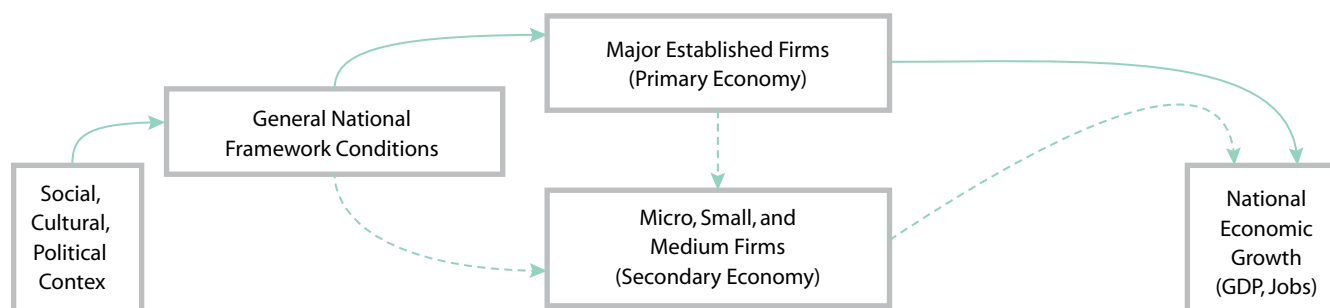 Major Established Firms
(Primary Economy)
General National
Framework Conditions
Social,
Cultural,
Political
Contex
Micro, Small, and
Medium Firms
(Secondary Economy)
National
Economic
Growth
(GDP, Jobs)